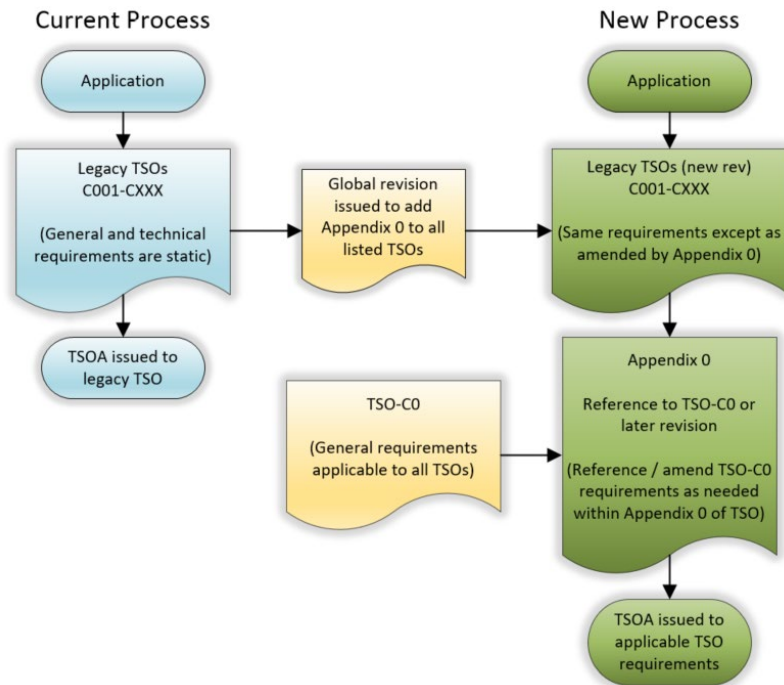 Current Process
New Process
Application
Application
Legacy TSOs
C001-CXXX
(General and technical
requirements are static)
Global revision
issued to add
Appendix 0 to all
listed TSOs
Legacy TSOs (new rev)
C001-CXXX
(Same requirements except as
amended by Appendix 0)
TSOA issued to
legacy TSO
TSO-C0
(General requirements
applicable to all TSOs)
Appendix 0
Reference to TSO-C0 or
later revision
(Reference / amend TSO-C0
requirements as needed
within Appendix 0 of TSO)
TSOA issued to
applicable TSO
requirements